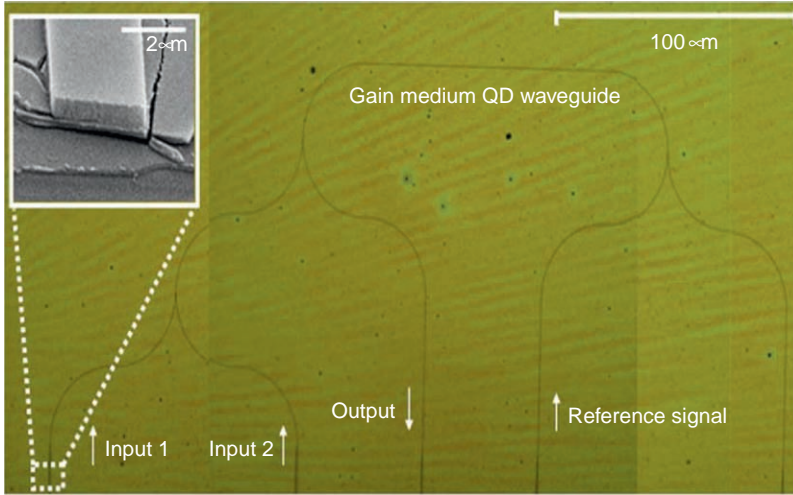 2 ∝m
100 ∝m
Gain medium QD waveguide
Output
Reference signal
Input 1
Input 2